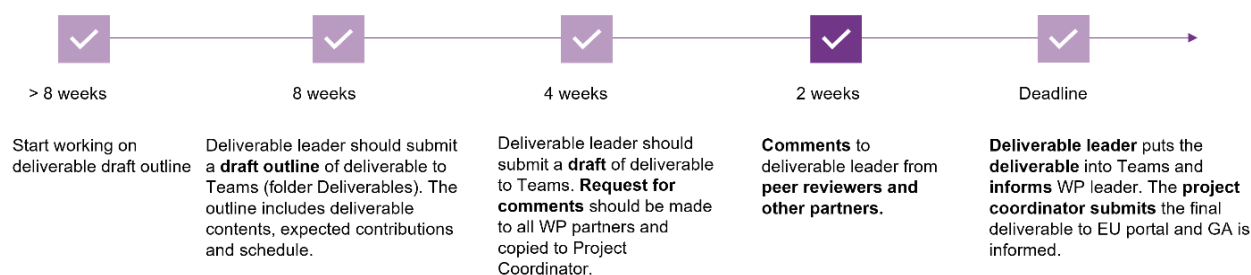 > 8 weeks
8 weeks
4 weeks
2 weeks
Deadline
Start working on
deliverable draft outline
Deliverable leader should submit
a draft outline of deliverable to
Teams (folder Deliverables). The
outline includes deliverable
contents, expected contributions
and schedule.
Deliverable leader should
submit a draft of deliverable
to Teams. Request for
comments should be made
to all WP partners and
copied to Project
Coordinator.
Comments to
deliverable leader from
peer reviewers and
other partners.
Deliverable leader puts the
deliverable into Teams and
informs WP leader. The project
coordinator submits the final
deliverable to EU portal and GA is
informed.